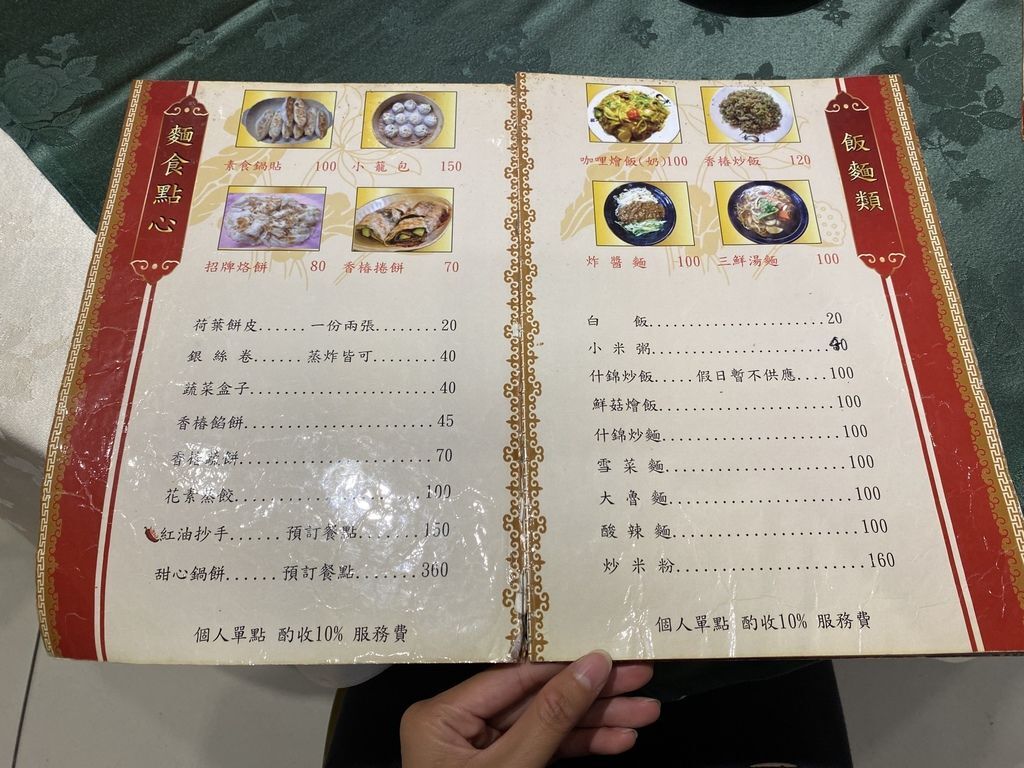 麵食點心
素食鍋貼 100 小籠包 150
招牌烙餅 80 香椿捲餅 70
荷葉餅皮......一份兩張........20
銀絲卷.......蒸炸皆可.........40
蔬菜盒子..........................40
香椿餡餅..........................45
香椿蔬餅..........................70
花素蒸餃..........................100
紅油抄手......預訂餐點........150
甜心鍋餅......預訂餐點........360
個人單點 酌收10% 服務費
飯麵類
咖哩燴飯(奶)100 香椿炒飯 120
炸醬麵 100 三鮮湯麵 100
白飯......................20
小米粥......................40
什錦炒飯.....假日暫不供應....100
鮮菇燴飯......................100
什錦炒麵......................100
雪菜麵......................100
大魯麵......................100
酸辣麵......................100
炒米粉......................160
個人單點 酌收10% 服務費